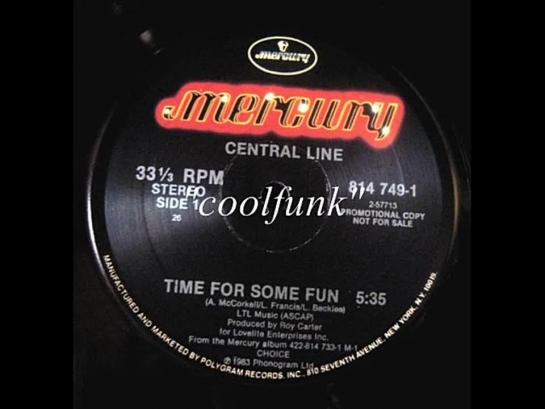 mercury
mercury
CENTRAL LINE
33 1/3 RPM
STEREO
SIDE 1
26
814 749-1
2-57713
PROMOTIONAL COPY
NOT FOR SALE
"coolfunk"
TIME FOR SOME FUN 5:35
(A. McCorkell/L. Francis/L. Beckles)
LTL Music (ASCAP)
Produced by Roy Carter
for Lovelite Enterprises Inc.
From the Mercury album 422-814 733-1 M-1
CHOICE
℗ 1983 Phonogram Ltd.
MANUFACTURED AND MARKETED BY POLYGRAM RECORDS, INC., 810 SEVENTH AVENUE, NEW YORK, N.Y. 10019